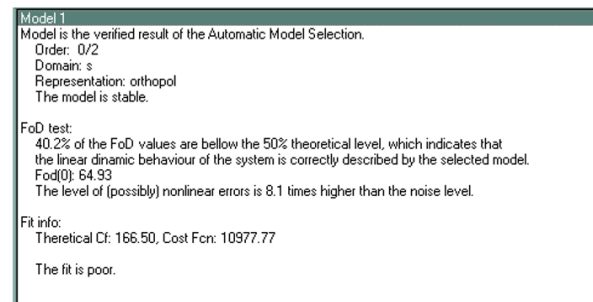 Model 1
Model is the verified result of the Automatic Model Selection.
Order: 0/2
Domain: s
Representation: orthopol
The model is stable.
FoD test:
40.2% of the FoD values are bellow the 50% theoretical level, which indicates that
the linear dinamic behaviour of the system is correctly described by the selected model.
Fod(0): 64.93
The level of (possibly) nonlinear errors is 8.1 times higher than the noise level.
Fit info:
Theretical Cf: 166.50, Cost Fcn: 10977.77
The fit is poor.